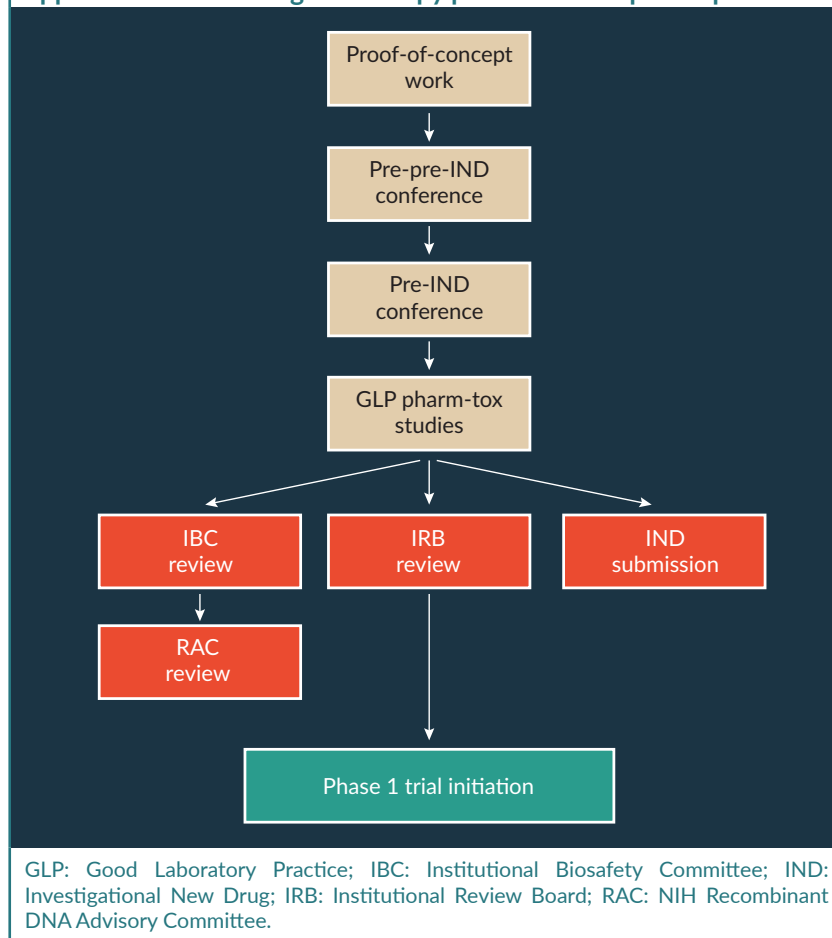 Proof-of-concept
work
Pre-pre-IND
conference
Pre-IND
conference
GLP pharm-tox
studies
IBC
review
IRB
review
IND
submission
RAC
review
Phase 1 trial initiation
GLP: Good Laboratory Practice; IBC: Institutional Biosafety Committee; IND:
Investigational New Drug; IRB: Institutional Review Board; RAC: NIH Recombinant
DNA Advisory Committee.